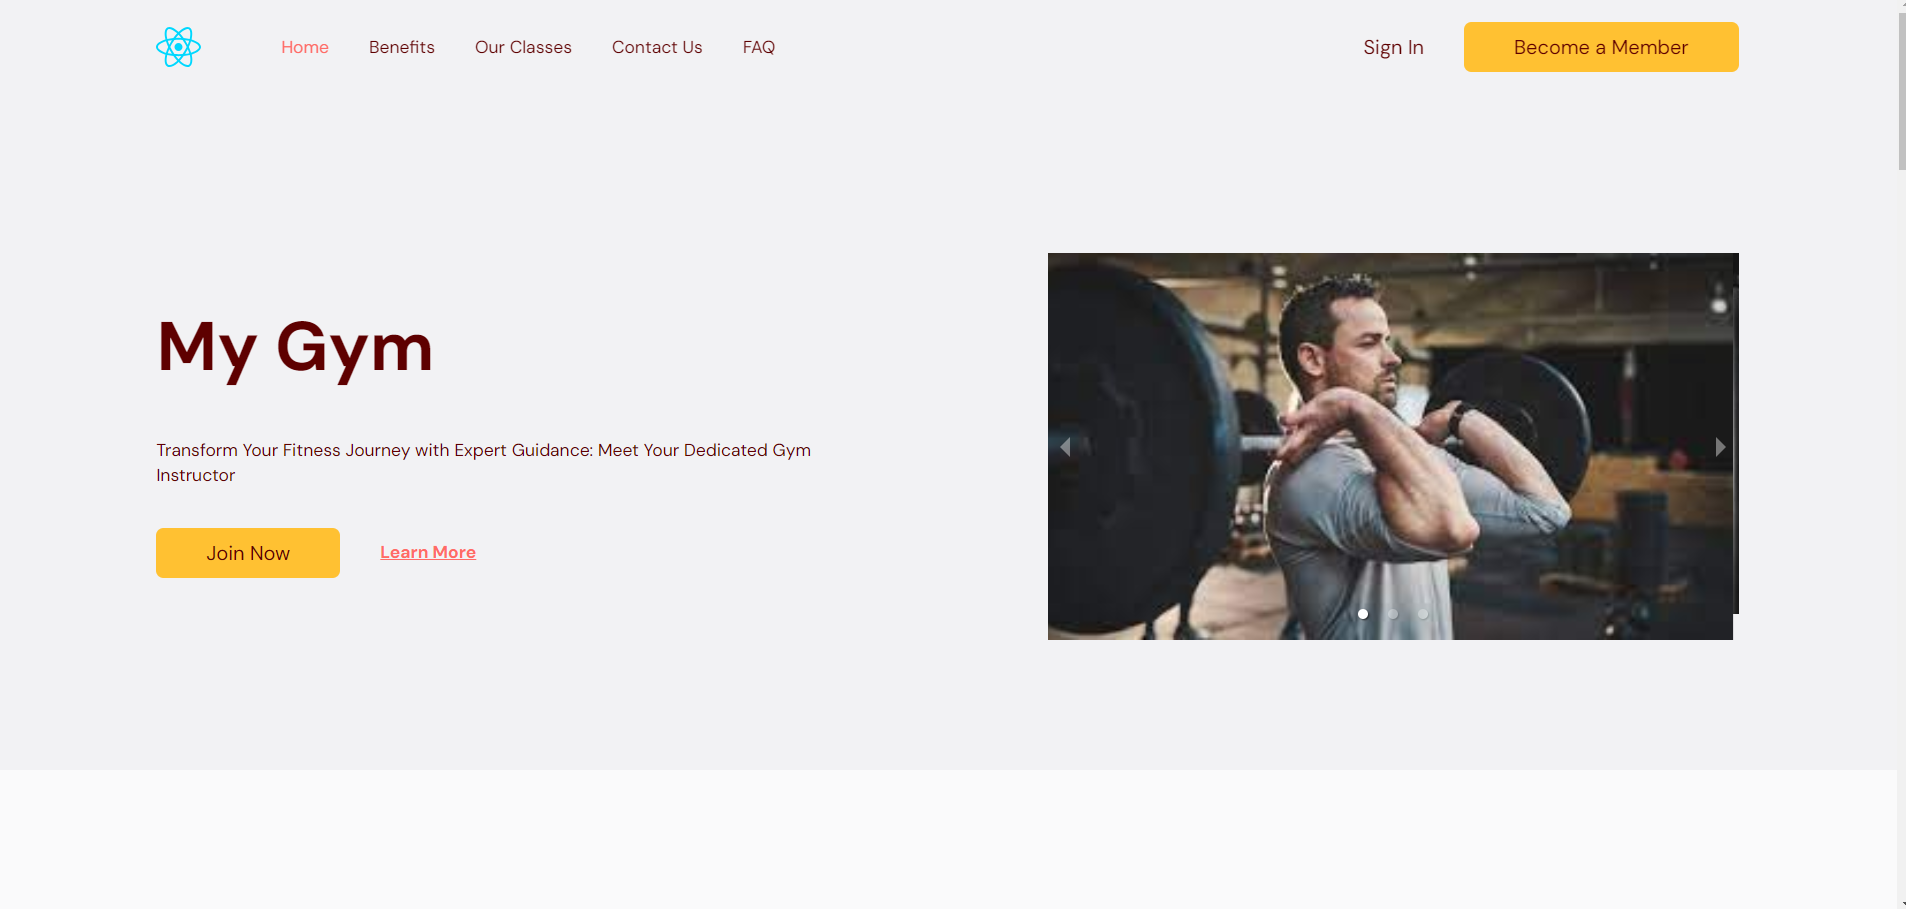 Home
Benefits
Our Classes
Contact Us
FAQ
Sign In
Become a Member
My Gym
Transform Your Fitness Journey with Expert Guidance: Meet Your Dedicated Gym
Instructor
Join Now
Learn More